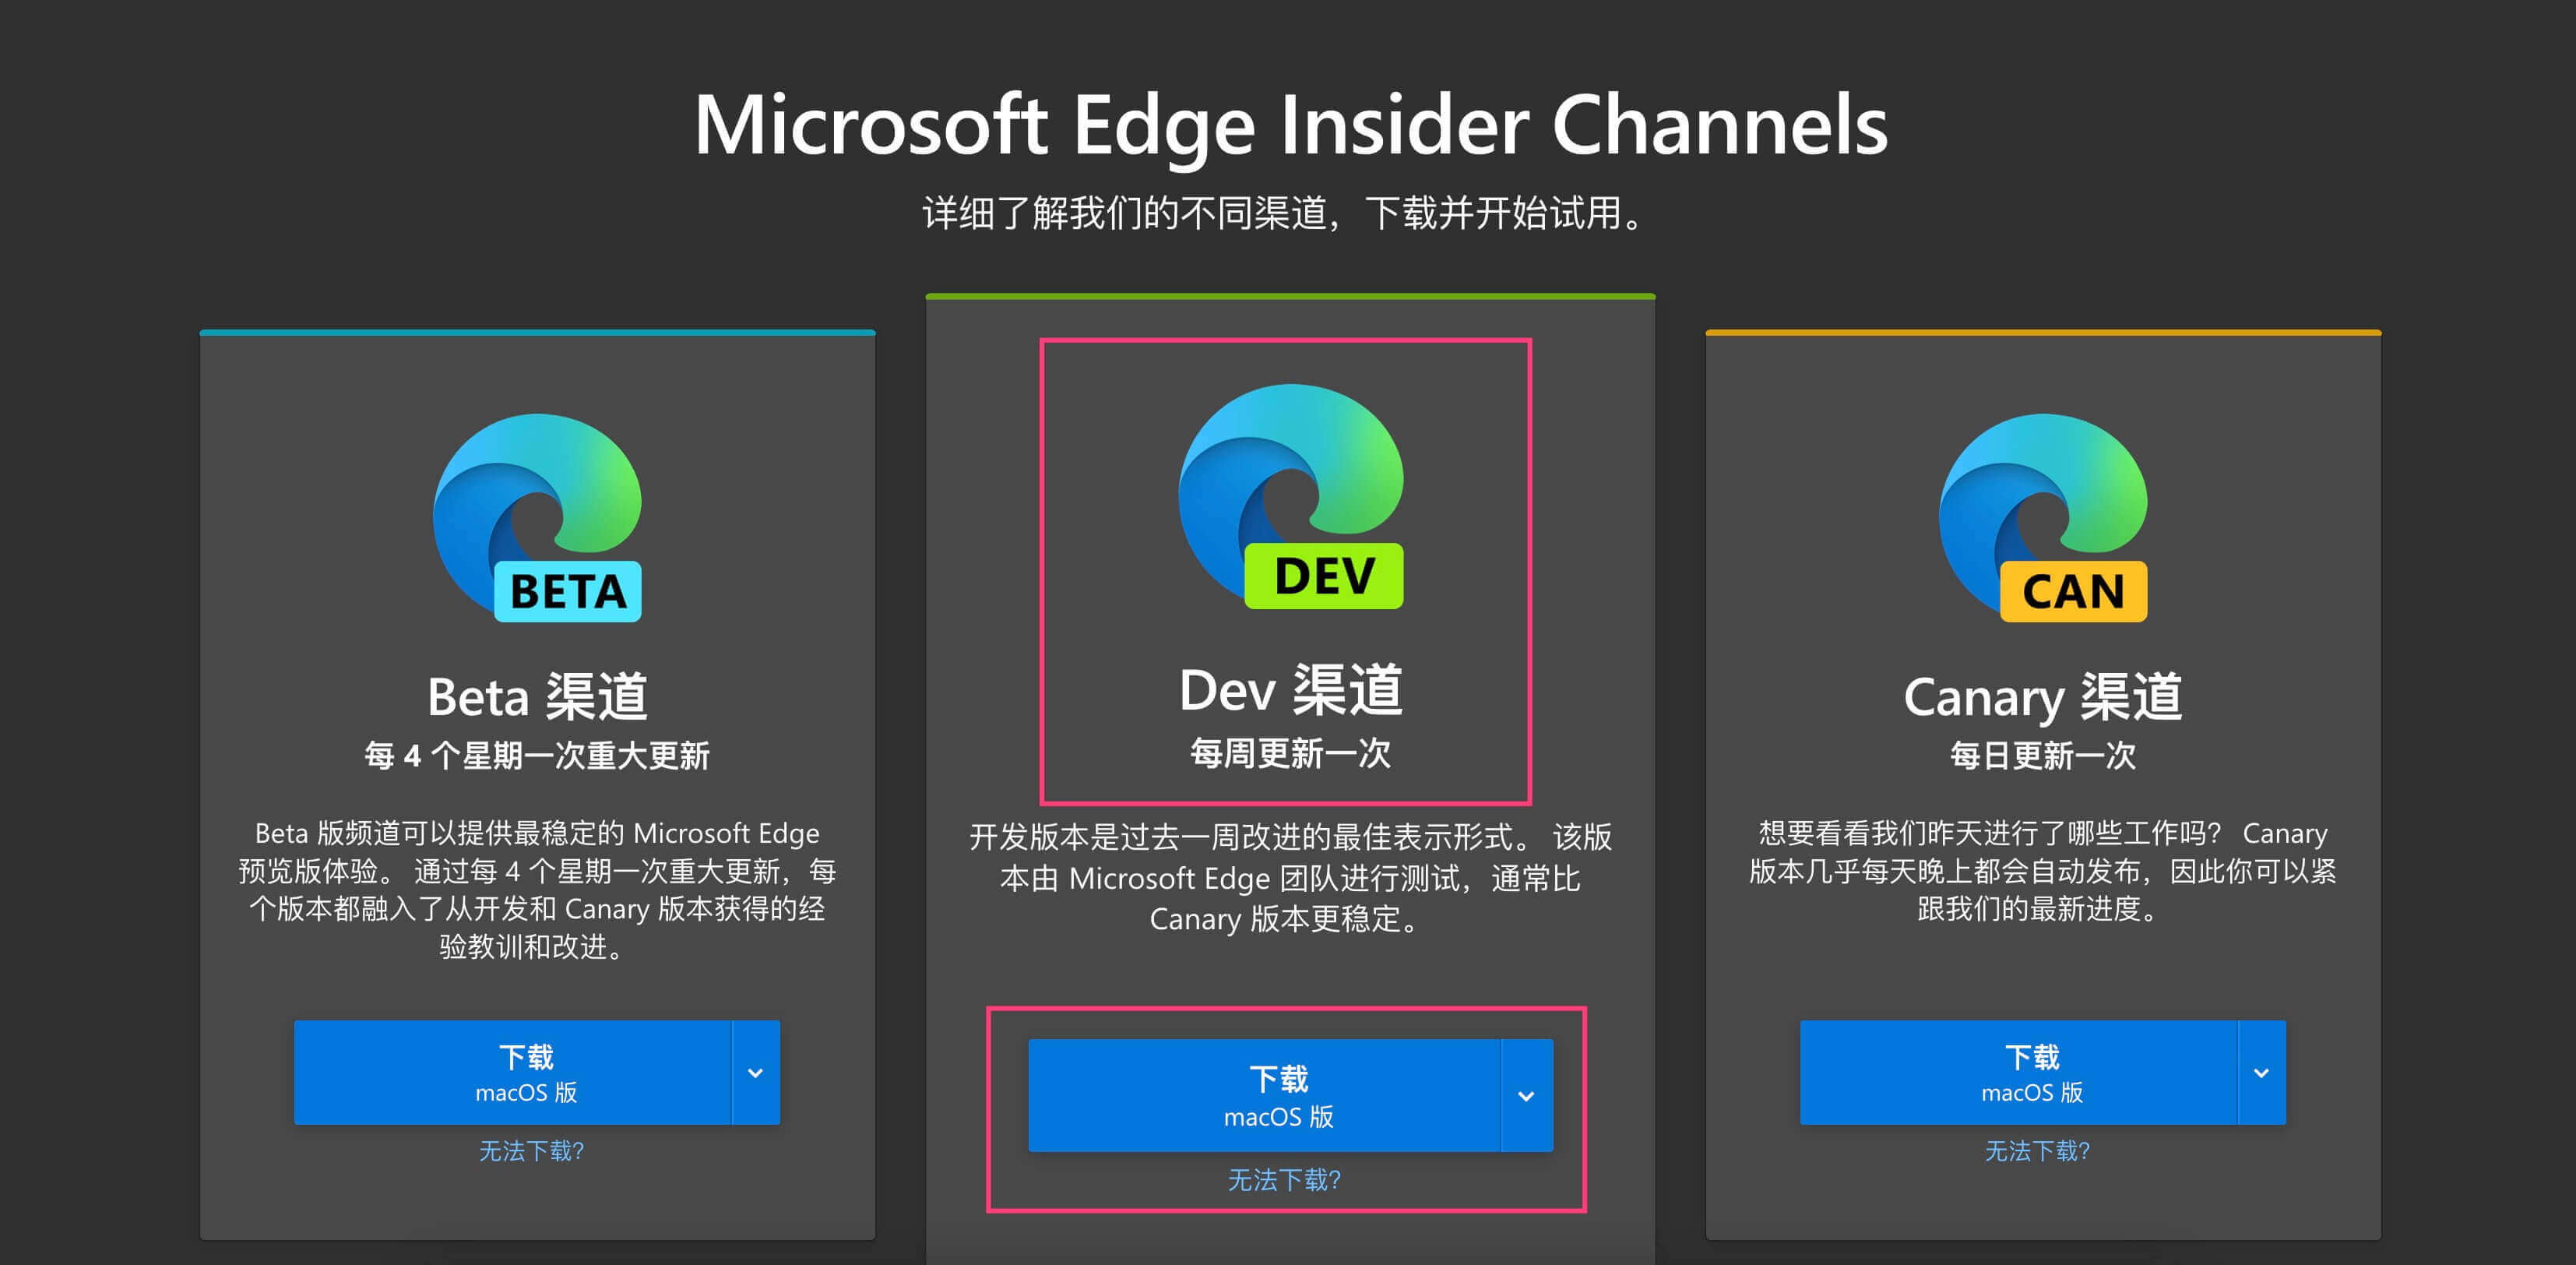 Microsoft Edge Insider Channels
详细了解我们的不同渠道，下载并开始试用。
BETA
Beta 渠道
每 4 个星期一次重大更新
Beta 版频道可以提供最稳定的 Microsoft Edge
预览版体验。 通过每 4 个星期一次重大更新，每
个版本都融入了从开发和 Canary 版本获得的经
验教训和改进。
下载
macOS 版
无法下载?
DEV
Dev 渠道
每周更新一次
开发版本是过去一周改进的最佳表示形式。 该版
本由 Microsoft Edge 团队进行测试，通常比
Canary 版本更稳定。
下载
macOS 版
无法下载?
CAN
Canary 渠道
每日更新一次
想要看看我们昨天进行了哪些工作吗？ Canary
版本几乎每天晚上都会自动发布，因此你可以紧
跟我们的最新进度。
下载
macOS 版
无法下载?